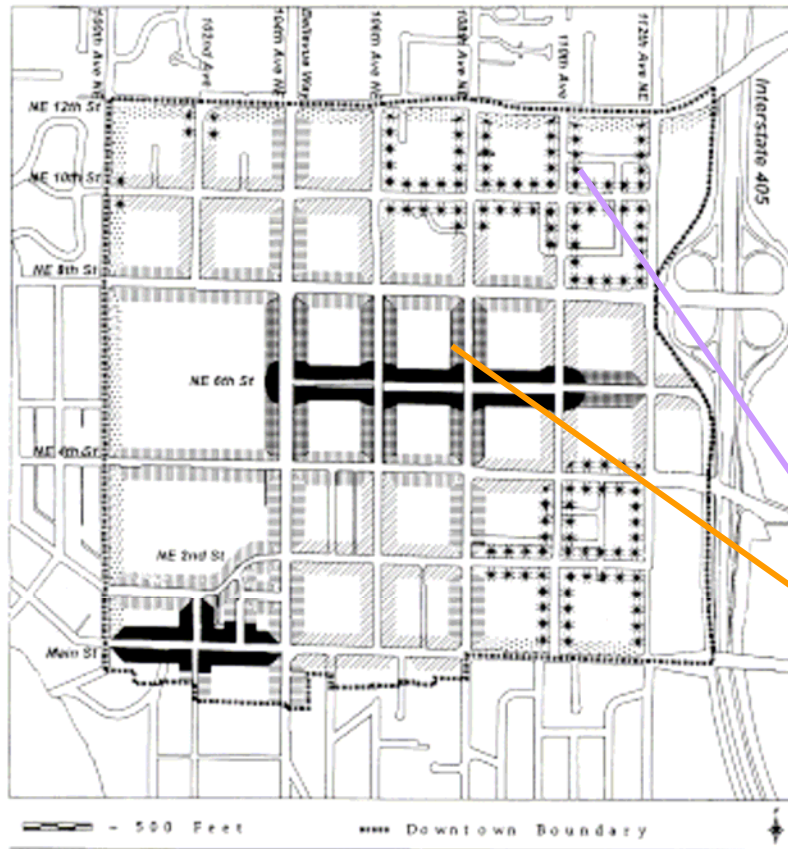 100th Ave NE
102nd Ave
104th Ave NE
Bellevue Way
106th Ave NE
108th Ave NE
110th Ave
112th Ave NE
NE 12th St
Interstate 405
NE 10th St
NE 8th St
NE 6th St
NE 4th St
NE 2nd St
Main St
- 500 Feet
Downtown Boundary